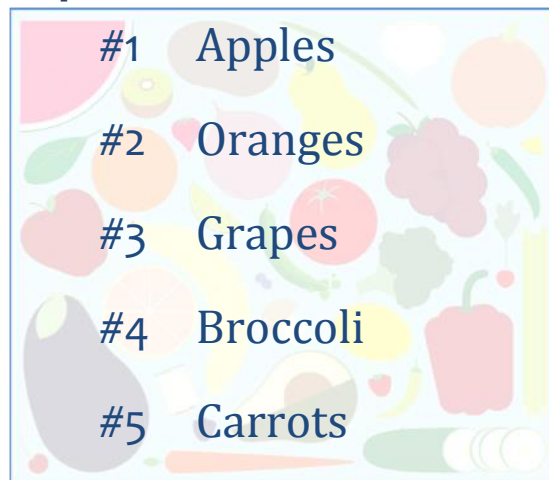 #1 Apples
#2 Oranges
#3 Grapes
#4 Broccoli
#5 Carrots